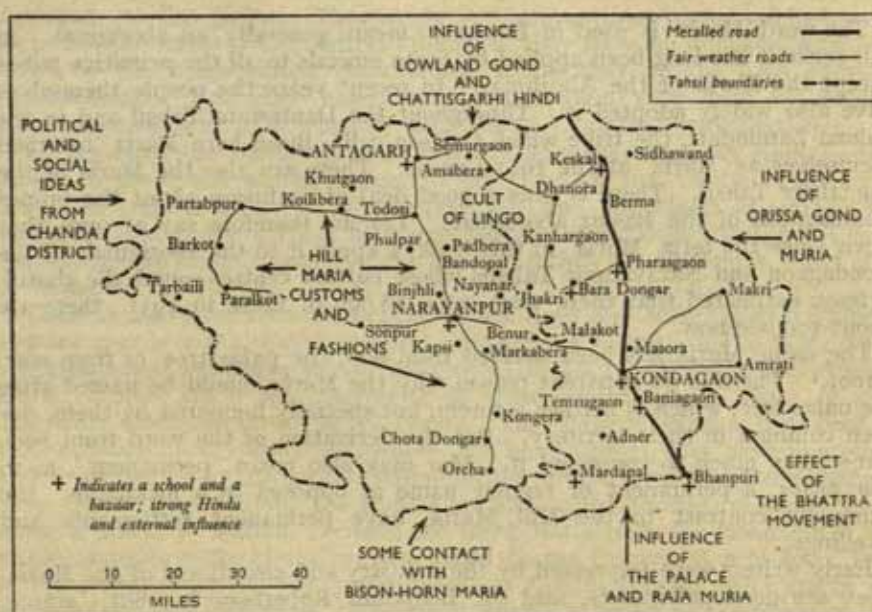 INFLUENCE
OF
LOWLAND GOND
AND
CHATTISGARHI HINDI
Metalled road
Fair weather roads
Tahsil boundaries
POLITICAL
AND
SOCIAL
IDEAS
FROM
CHANDA
DISTRICT
ANTAGARH
Semurgaon
Amabera
Keskal
Sidhawand
INFLUENCE
OF
ORISSA GOND
AND
MURIA
Khutgaon
Partabpur
Koilibera
Todoni
CULT
OF LINGO
Dhanora
Berma
Barkot
Phulpar
Padhera
Bandopal
Kanhargaon
Pharasgaon
HILL
MARIA
CUSTOMS
AND
FASHIONS
Tarbaili
Paralkot
Binjhli
Nayanar
Jhakri
Bara Dongar
Makri
NARAYANPUR
Sonpur
Kapsi
Benur
Markabera
Malakot
Masora
Amrati
KONDAGAON
Baniagaon
Temrugaon
Kongera
Adner
Chota Dongar
Orcha
Mardapal
Bhanpuri
EFFECT
OF
THE BHATTRA
MOVEMENT
+ Indicates a school and a
bazaar; strong Hindu
and external influence
SOME CONTACT
WITH
BISON-HORN MARIA
INFLUENCE
OF
THE PALACE
AND RAJA MURIA
0 10 20 30 40
MILES